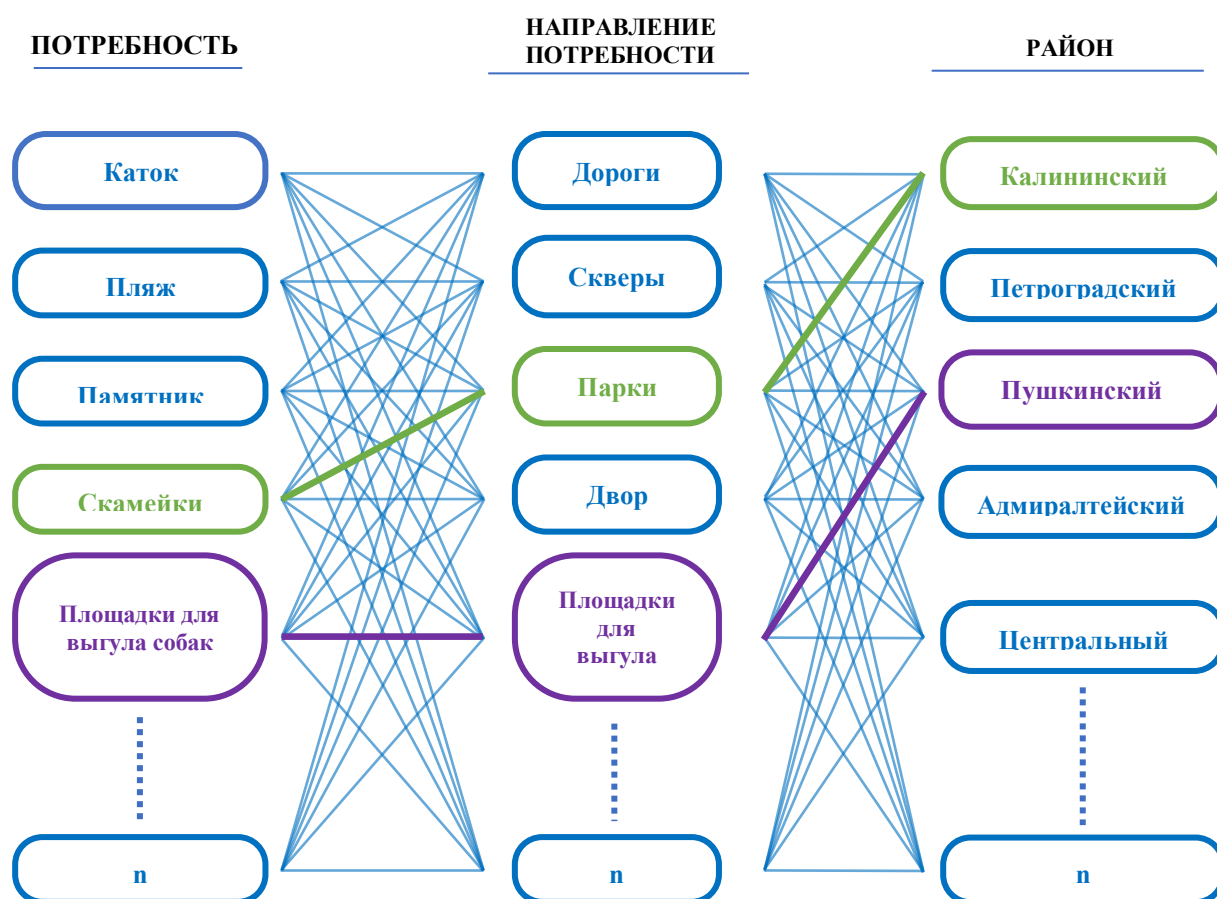 ПОТРЕБНОСТЬ
НАПРАВЛЕНИЕ
ПОТРЕБНОСТИ
РАЙОН
Каток
Дороги
Калининский
Пляж
Скверы
Петроградский
Памятник
Парки
Пушкинский
Скамейки
Двор
Адмиралтейский
Площадки для
выгула собак
Площадки
для
выгула
Центральный
n
n
n